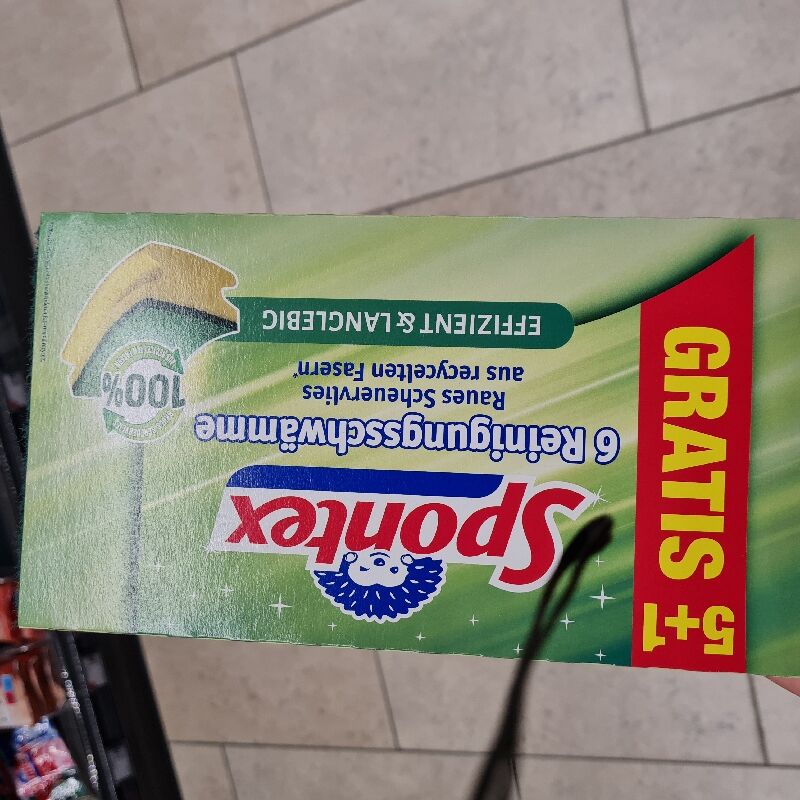 5+1
GRATIS
Spontex
6 Reinigungsschwämme
Raues Scheuervlies
aus recycelten Fasern*
EFFIZIENT & LANGLEBIG
100%